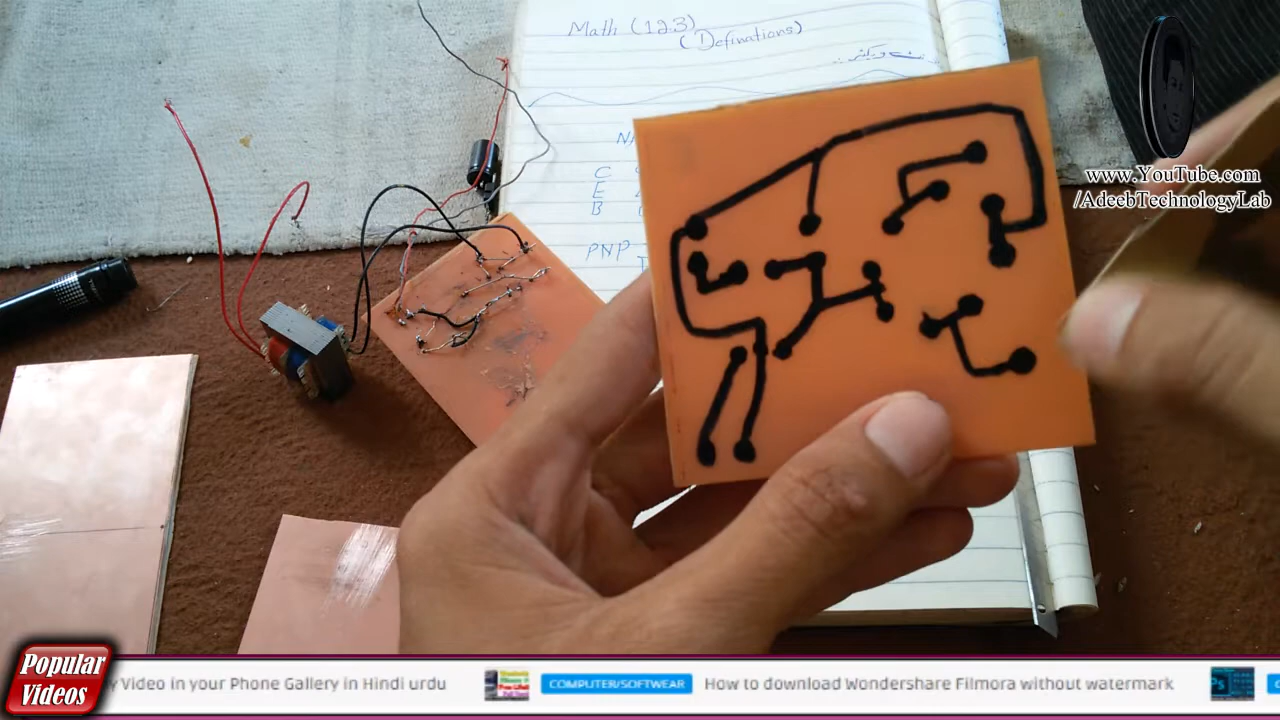 Math (123)
(Definations)
C
E
B
PNP
www.YouTube.com
/AdeebTechnologyLab
Popular
Videos
Video in your Phone Gallery in Hindi urdu
COMPUTER/SOFTWEAR
How to download Wondershare Filmora without watermark
Ps